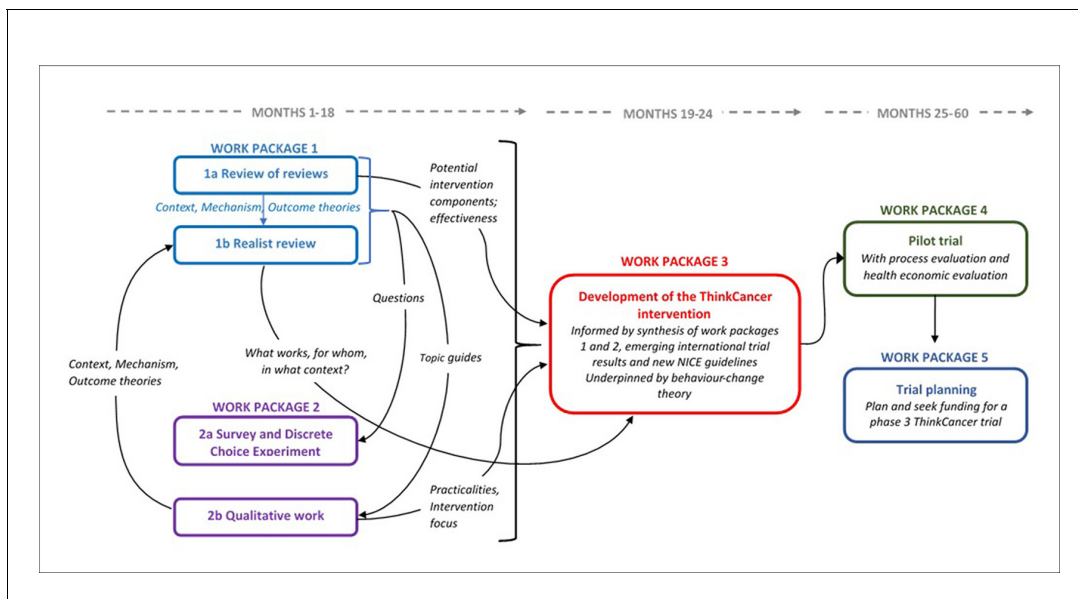 MONTHS 1-18
MONTHS 19-24
MONTHS 25-60
WORK PACKAGE 1
1a Review of reviews
Context, Mechanism, Outcome theories
1b Realist review
Potential
intervention
components;
effectiveness
Questions
Topic guides
What works, for whom,
in what context?
Context, Mechanism,
Outcome theories
WORK PACKAGE 2
2a Survey and Discrete
Choice Experiment
2b Qualitative work
Practicalities,
Intervention
focus
WORK PACKAGE 3
Development of the ThinkCancer
intervention
Informed by synthesis of work packages
1 and 2, emerging international trial
results and new NICE guidelines
Underpinned by behaviour-change
theory
WORK PACKAGE 4
Pilot trial
With process evaluation and
health economic evaluation
WORK PACKAGE 5
Trial planning
Plan and seek funding for a
phase 3 ThinkCancer trial